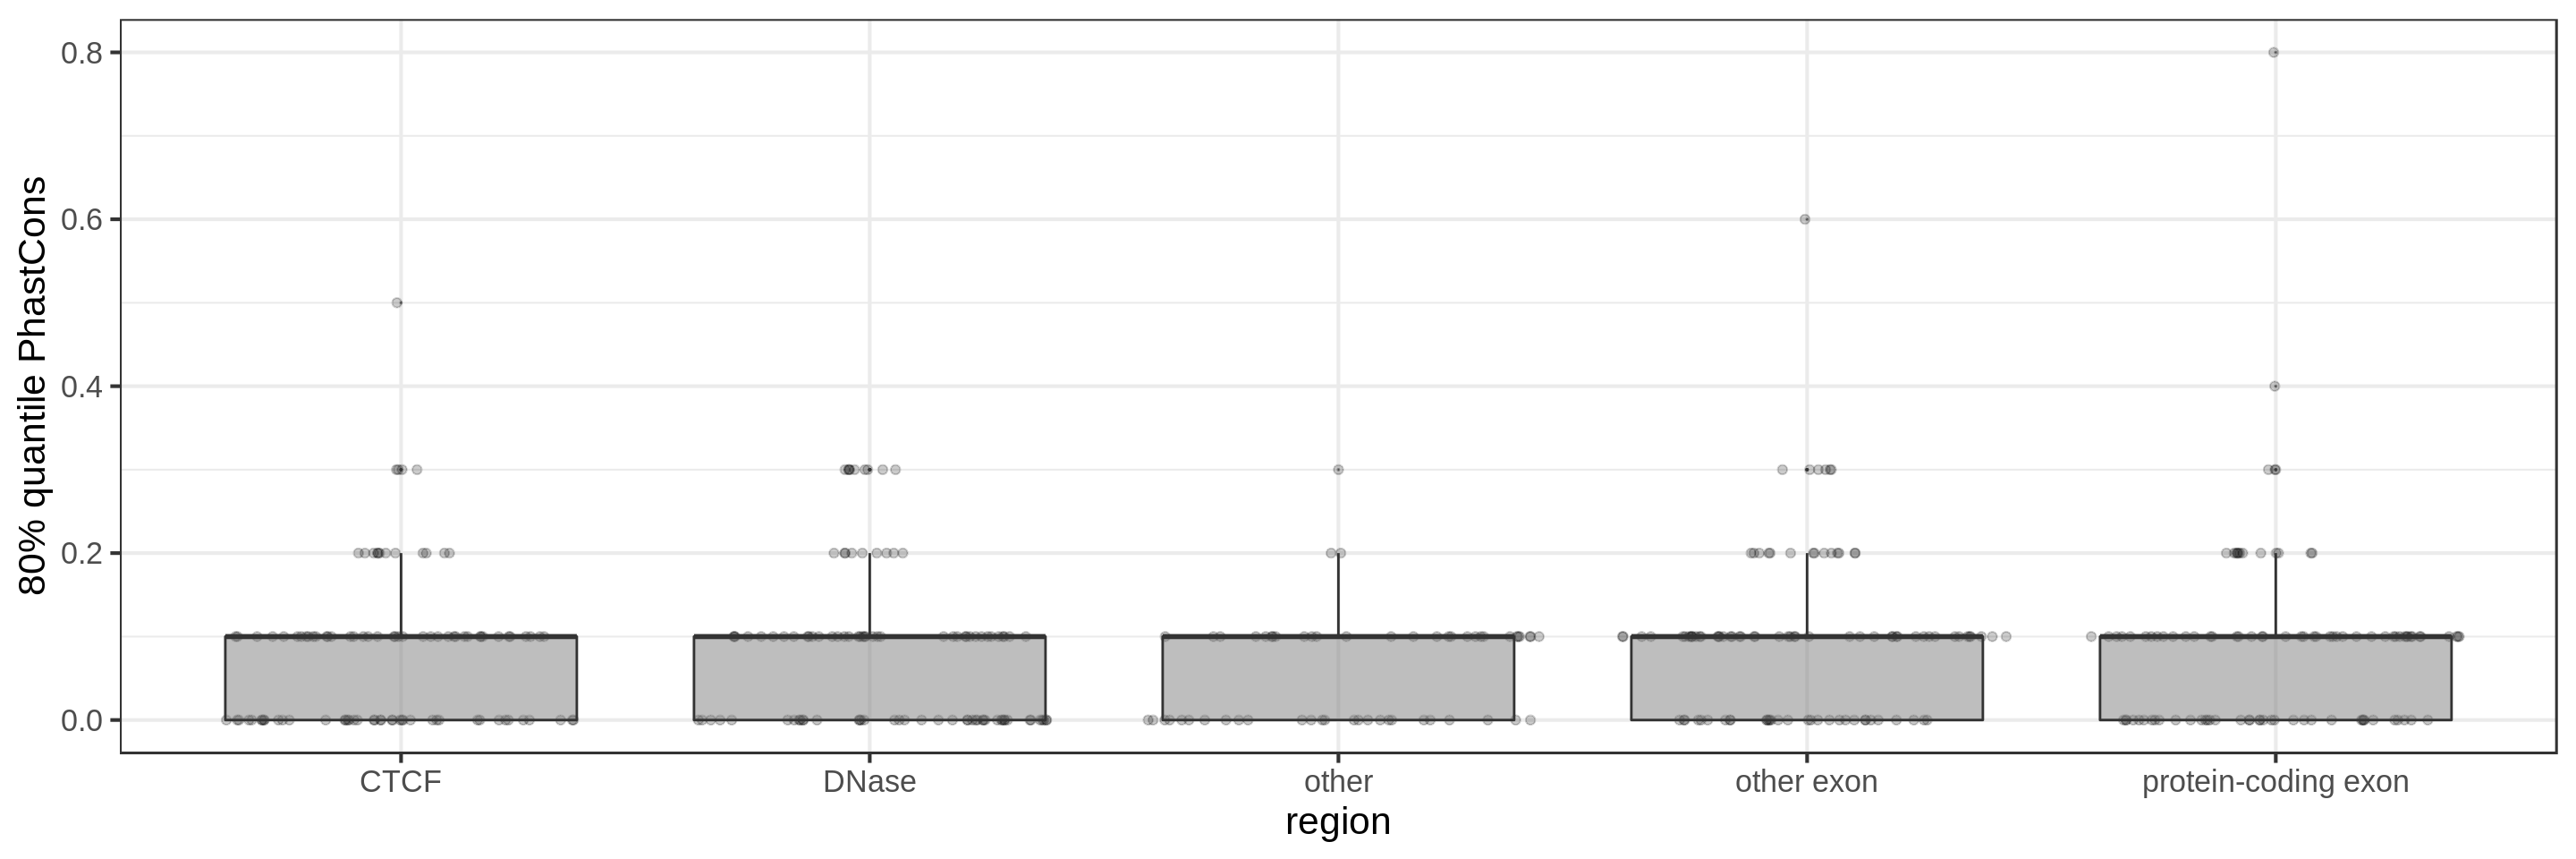 80% quantile PhastCons
0.8
0.6
0.4
0.2
0.0
CTCF DNase other other exon protein-coding exon
region